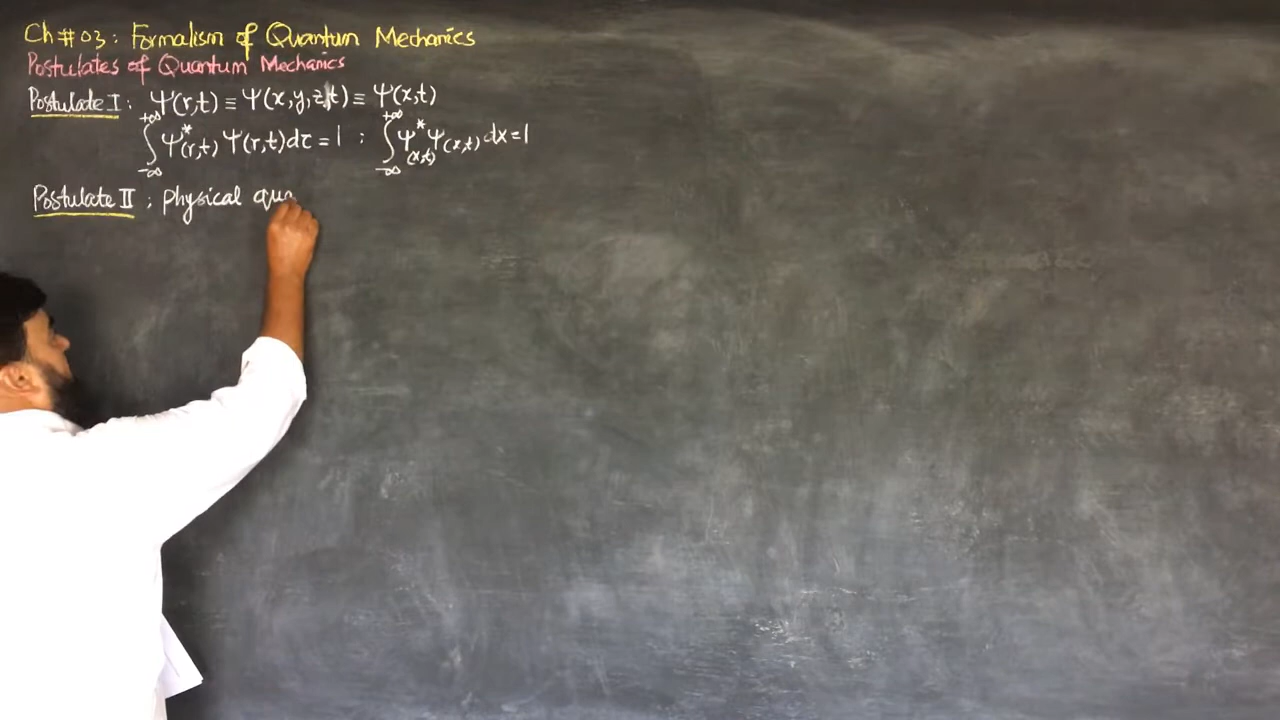 Ch # 03: Formalism of Quantum Mechanics
Postulates of Quantum Mechanics
Postulate I: Ψ(r,t) ≡ Ψ(x,y,z,t) ≡ Ψ(x,t)
∫_{-∞}^{+∞} Ψ*(r,t) Ψ(r,t) dτ = 1 ; ∫_{-∞}^{+∞} Ψ*(x,t) Ψ(x,t) dx = 1
Postulate II ; Physical qua